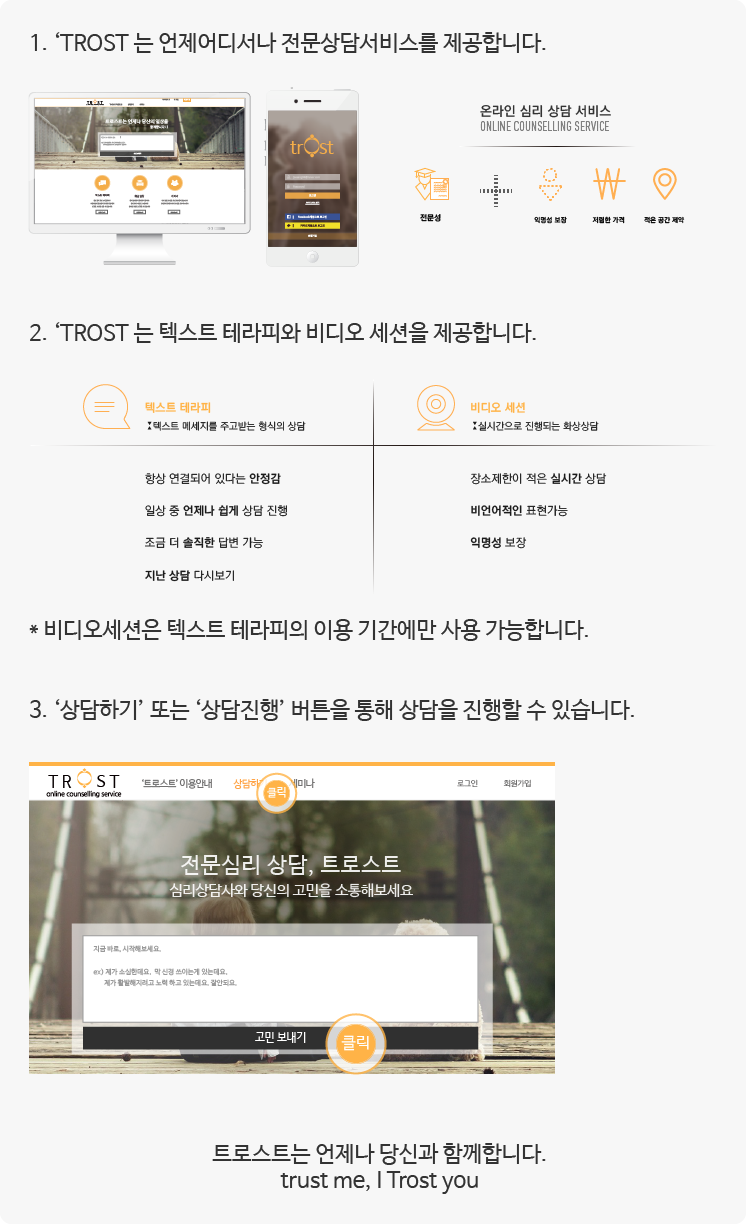 1. ‘TROST 는 언제어디서나 전문상담서비스를 제공합니다.
TROST
트로스트는 언제나 당신의 일상을
trost
온라인 심리 상담 서비스
ONLINE COUNSELLING SERVICE
전문성
익명성 보장
저렴한 가격
적은 공간 제약
2. ‘TROST 는 텍스트 테라피와 비디오 세션을 제공합니다.
텍스트 테라피
:텍스트 메세지를 주고받는 형식의 상담
비디오 세션
:실시간으로 진행되는 화상상담
항상 연결되어 있다는 안정감
일상 중 언제나 쉽게 상담 진행
조금 더 솔직한 답변 가능
지난 상담 다시보기
장소제한이 적은 실시간 상담
비언어적인 표현가능
익명성 보장
* 비디오세션은 텍스트 테라피의 이용 기간에만 사용 가능합니다.
3. ‘상담하기’ 또는 ‘상담진행’ 버튼을 통해 상담을 진행할 수 있습니다.
TROST
online counselling service
'트로스트' 이용안내
상담하기
클릭
세미나
로그인
회원가입
전문심리 상담, 트로스트
심리상담사와 당신의 고민을 소통해보세요
지금 바로, 시작해보세요.
ex) 제가 소심한데요. 막 신경 쓰이는게 있는데요.
제가 활발해지려고 노력 하고 있는데요. 잘안되요.
고민 보내기
클릭
트로스트는 언제나 당신과 함께합니다.
trust me, I Trost you